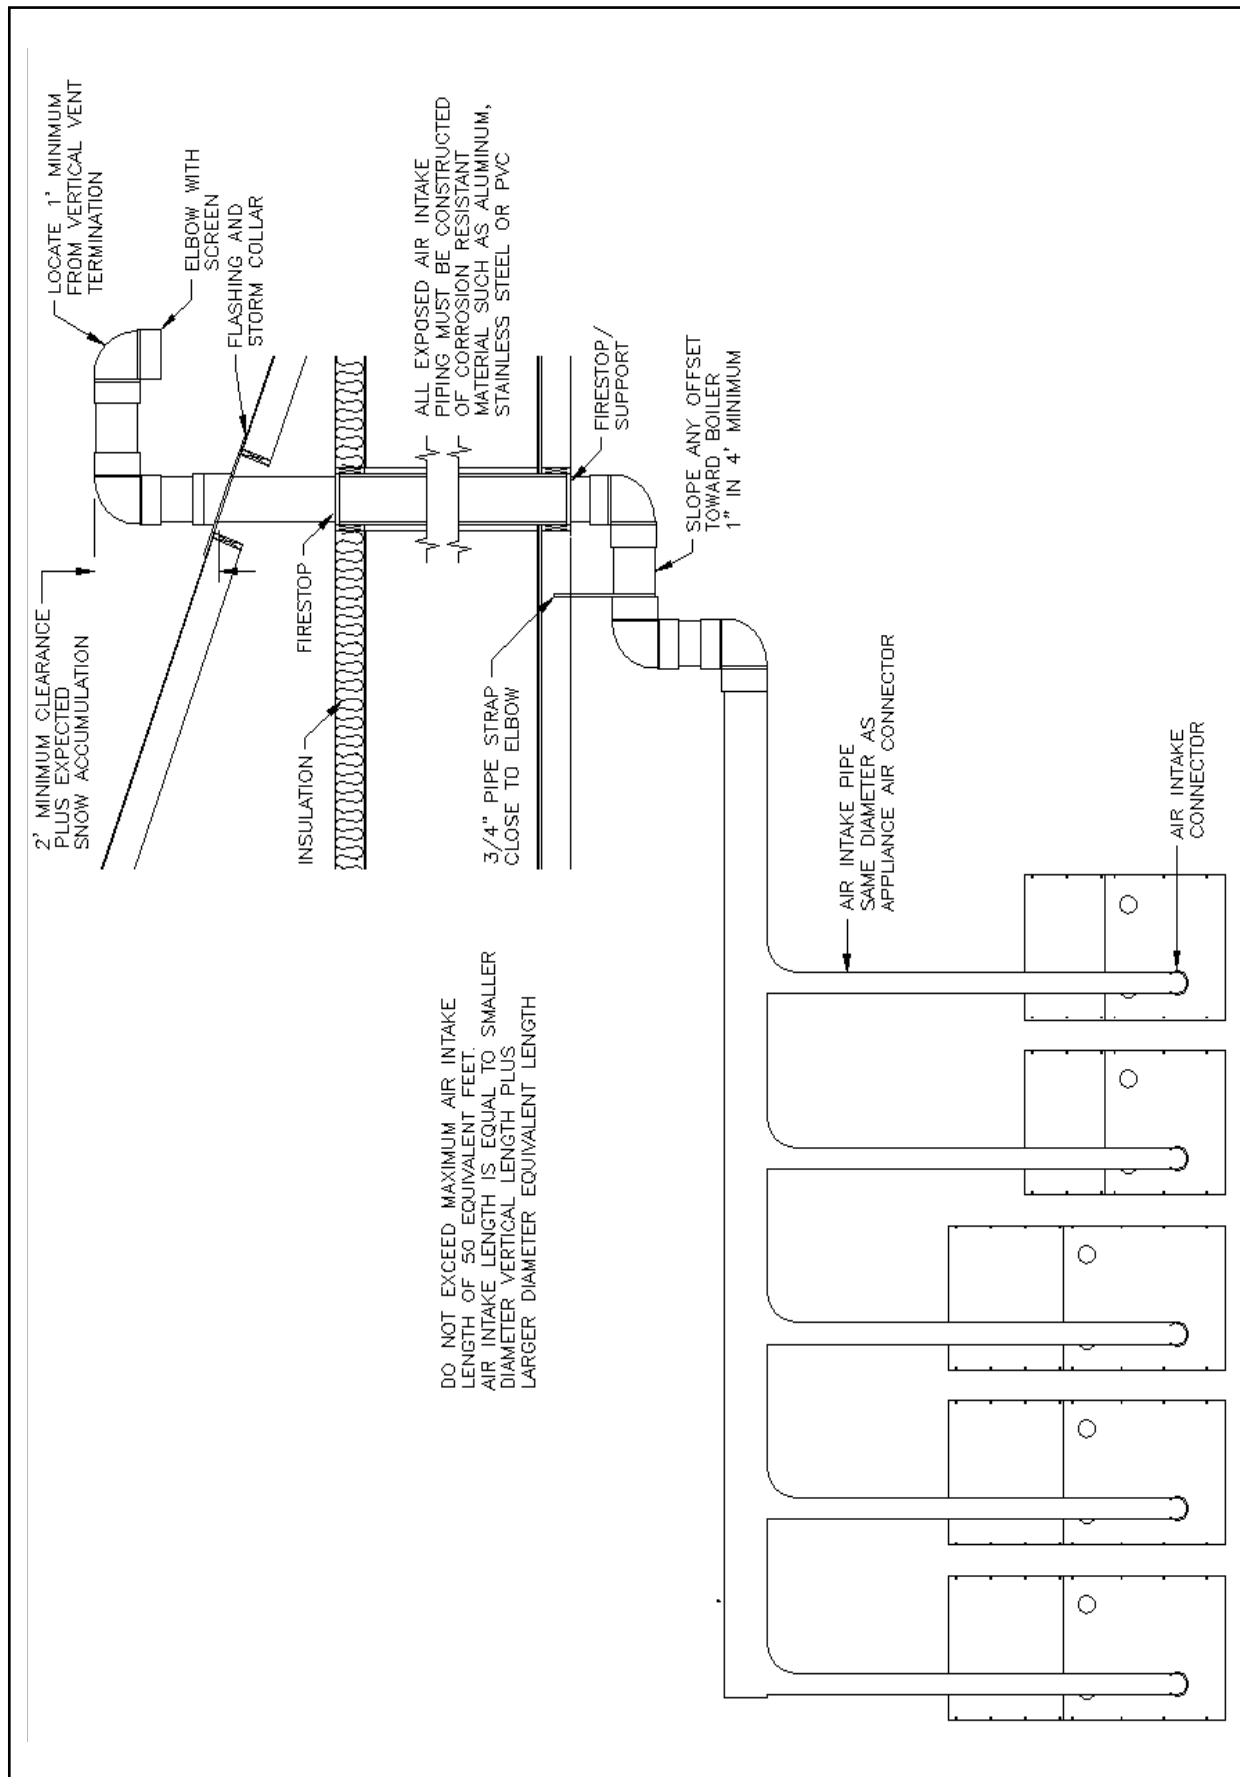 2' MINIMUM CLEARANCE
PLUS EXPECTED
SNOW ACCUMULATION
LOCATE 1' MINIMUM
FROM VERTICAL VENT
TERMINATION
ELBOW WITH
SCREEN
FLASHING AND
STORM COLLAR
FIRESTOP
INSULATION
ALL EXPOSED AIR INTAKE
PIPING MUST BE CONSTRUCTED
OF CORROSION RESISTANT
MATERIAL SUCH AS ALUMINUM,
STAINLESS STEEL OR PVC
3/4" PIPE STRAP
CLOSE TO ELBOW
FIRESTOP/
SUPPORT
SLOPE ANY OFFSET
TOWARD BOILER
1" IN 4' MINIMUM
DO NOT EXCEED MAXIMUM AIR INTAKE
LENGTH OF 50 EQUIVALENT FEET.
AIR INTAKE LENGTH IS EQUAL TO SMALLER
DIAMETER VERTICAL LENGTH PLUS
LARGER DIAMETER EQUIVALENT LENGTH
AIR INTAKE PIPE
SAME DIAMETER AS
APPLIANCE AIR CONNECTOR
AIR INTAKE
CONNECTOR